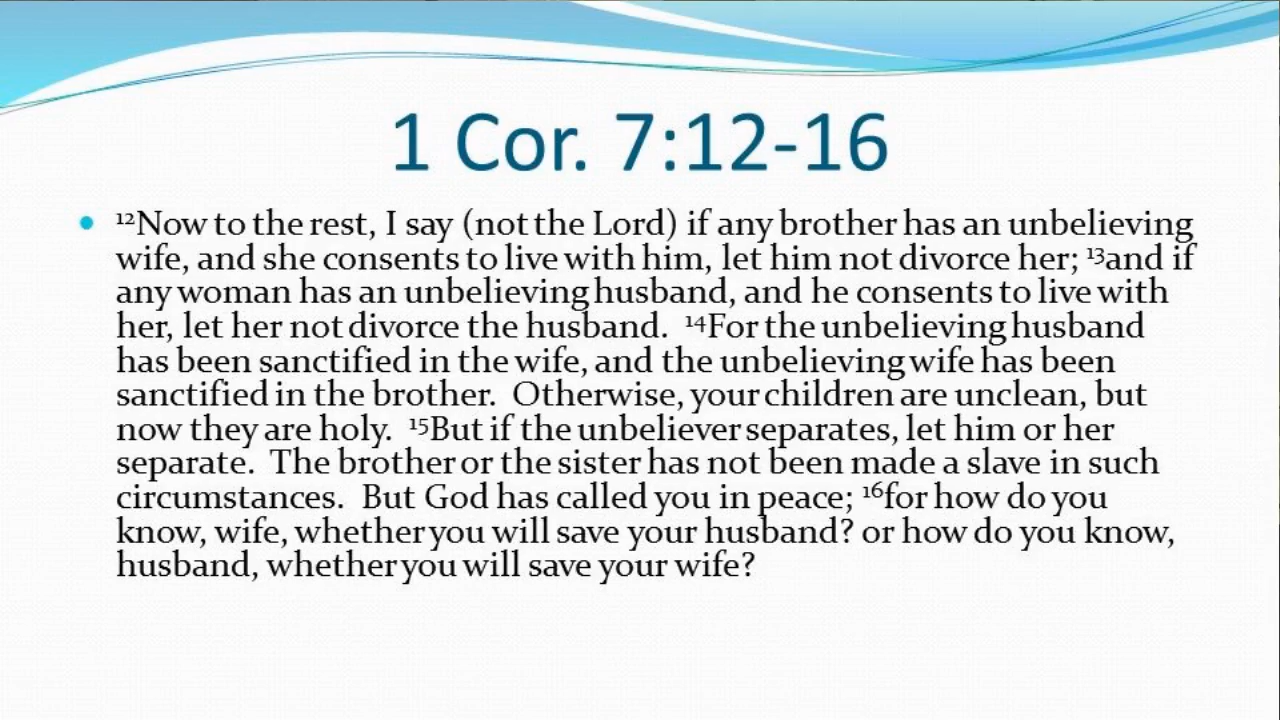 1 Cor. 7:12-16
• ¹²Now to the rest, I say (not the Lord) if any brother has an unbelieving
wife, and she consents to live with him, let him not divorce her; ¹³and if
any woman has an unbelieving husband, and he consents to live with
her, let her not divorce the husband. ¹⁴For the unbelieving husband
has been sanctified in the wife, and the unbelieving wife has been
sanctified in the brother. Otherwise, your children are unclean, but
now they are holy. ¹⁵But if the unbeliever separates, let him or her
separate. The brother or the sister has not been made a slave in such
circumstances. But God has called you in peace; ¹⁶for how do you
know, wife, whether you will save your husband? or how do you know,
husband, whether you will save your wife?